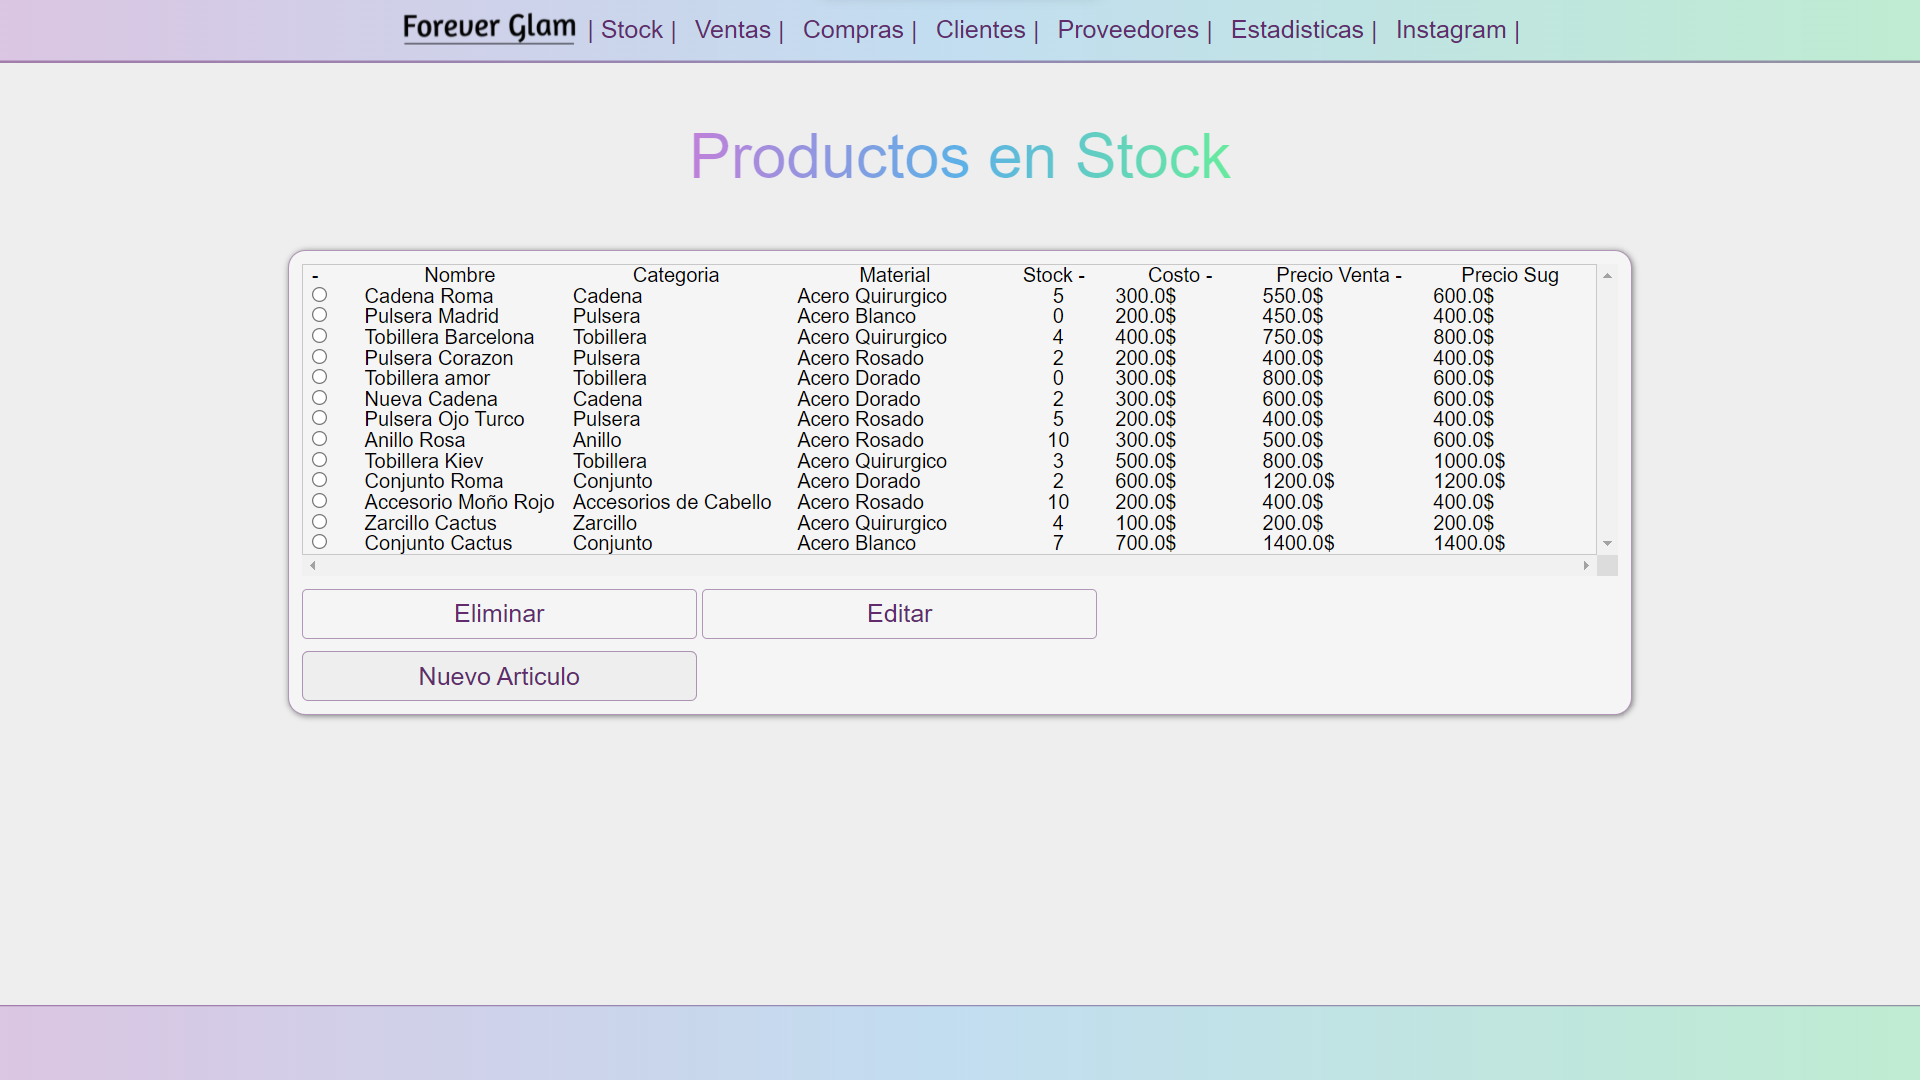 Forever Glam | Stock | Ventas | Compras | Clientes | Proveedores | Estadisticas | Instagram |
Productos en Stock
- Nombre Categoria Material Stock - Costo - Precio Venta - Precio Sug
Cadena Roma Cadena Acero Quirurgico 5 300.0$ 550.0$ 600.0$
Pulsera Madrid Pulsera Acero Blanco 0 200.0$ 450.0$ 400.0$
Tobillera Barcelona Tobillera Acero Quirurgico 4 400.0$ 750.0$ 800.0$
Pulsera Corazon Pulsera Acero Rosado 2 200.0$ 400.0$ 400.0$
Tobillera amor Tobillera Acero Dorado 0 300.0$ 800.0$ 600.0$
Nueva Cadena Cadena Acero Dorado 2 300.0$ 600.0$ 600.0$
Pulsera Ojo Turco Pulsera Acero Rosado 5 200.0$ 400.0$ 400.0$
Anillo Rosa Anillo Acero Rosado 10 300.0$ 500.0$ 600.0$
Tobillera Kiev Tobillera Acero Quirurgico 3 500.0$ 800.0$ 1000.0$
Conjunto Roma Conjunto Acero Dorado 2 600.0$ 1200.0$ 1200.0$
Accesorio Moño Rojo Accesorios de Cabello Acero Rosado 10 200.0$ 400.0$ 400.0$
Zarcillo Cactus Zarcillo Acero Quirurgico 4 100.0$ 200.0$ 200.0$
Conjunto Cactus Conjunto Acero Blanco 7 700.0$ 1400.0$ 1400.0$
Eliminar Editar
Nuevo Articulo